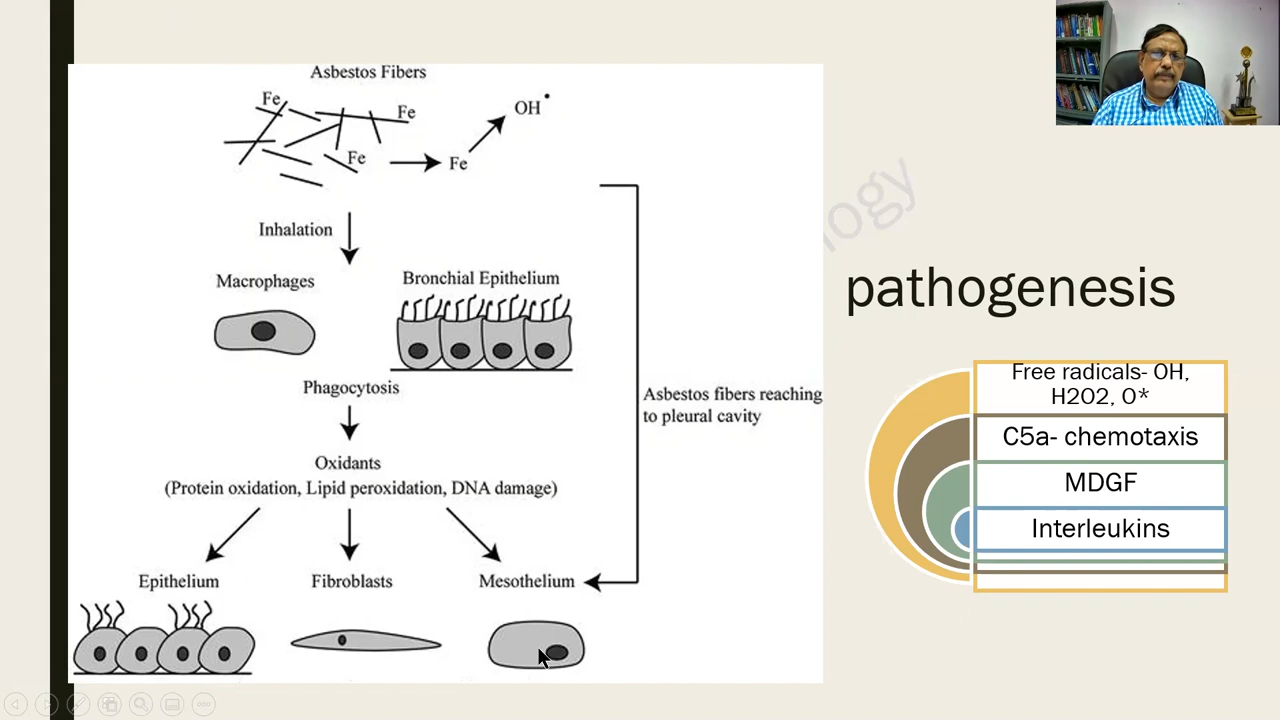 Asbestos Fibers
Fe
Fe
OH•
Fe
Fe
Inhalation
Macrophages
Bronchial Epithelium
Phagocytosis
Asbestos fibers reaching
to pleural cavity
Oxidants
(Protein oxidation, Lipid peroxidation, DNA damage)
Epithelium
Fibroblasts
Mesothelium
ology
pathogenesis
Free radicals- OH,
H2O2, O*
C5a- chemotaxis
MDGF
Interleukins